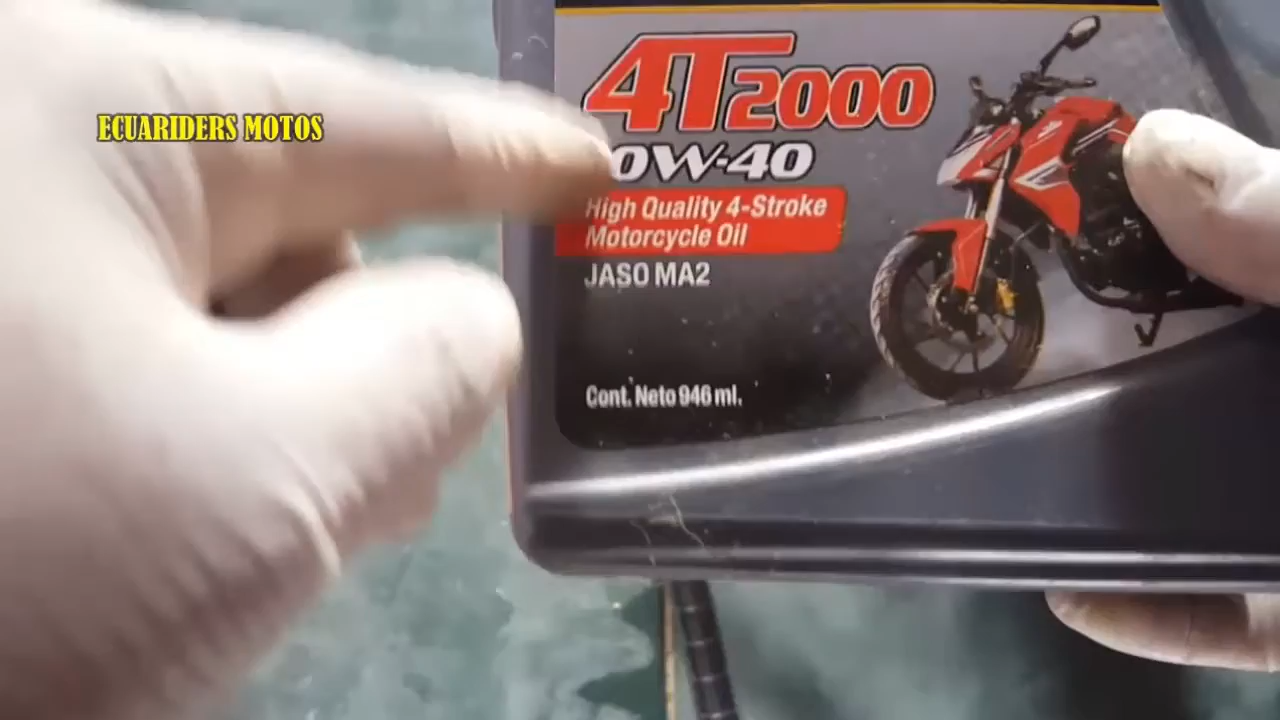 ECUARIDERS MOTOS
4T2000
0W-40
High Quality 4-Stroke
Motorcycle Oil
JASO MA2
Cont. Neto 946 ml.